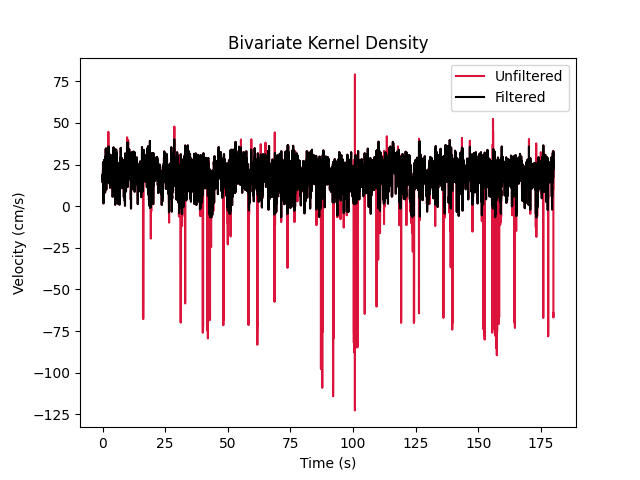 Bivariate Kernel Density
Unfiltered
Filtered
Velocity (cm/s)
75
50
25
0
−25
−50
−75
−100
−125
0 25 50 75 100 125 150 175
Time (s)